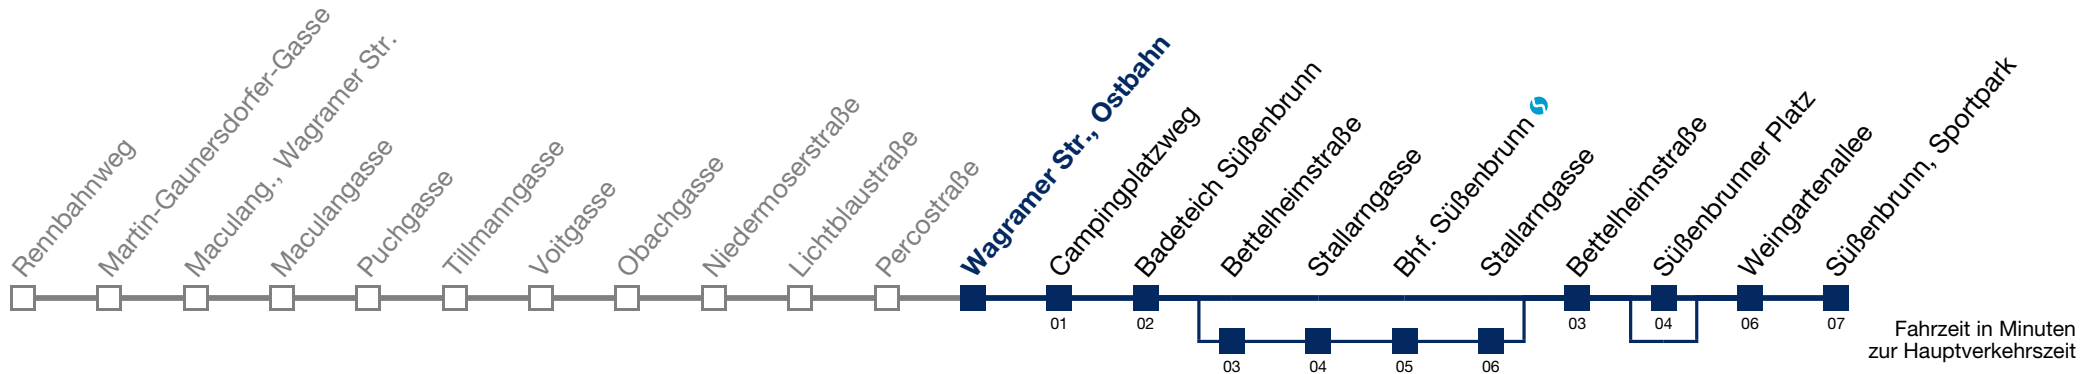 Rennbahnweg
Martin-Gaunersdorfer-Gasse
Maculang., Wagramer Str.
Maculangasse
Puchgasse
Tillmanngasse
Voitgasse
Obachgasse
Niedermoserstraße
Lichtblaustraße
Percostraße
Wagramer Str., Ostbahn
Campingplatzweg
Badeteich Süßenbrunn
Bettelheimstraße
Stallarngasse
Bhf. Süßenbrunn
Stallarngasse
Bettelheimstraße
Süßenbrunner Platz
Weingartenallee
Süßenbrunn, Sportpark
01 02 03 04 06 07
03 04 05 06
Fahrzeit in Minuten
zur Hauptverkehrszeit